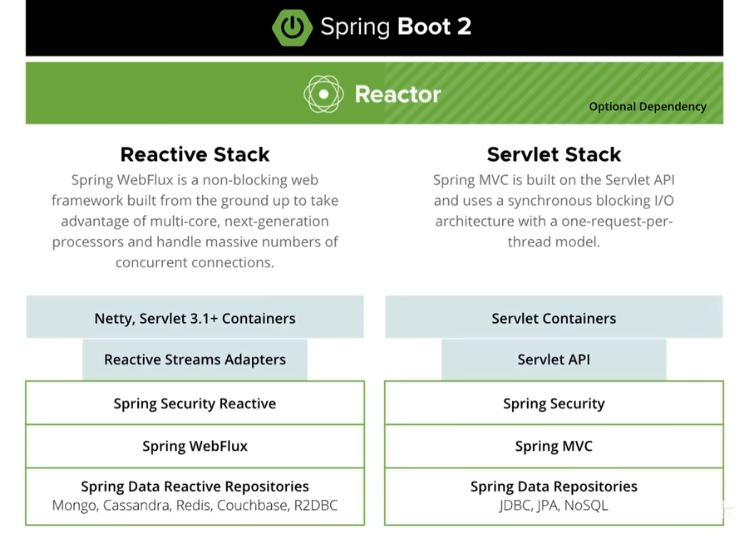 Spring Boot 2
Reactor
Optional Dependency
Reactive Stack
Spring WebFlux is a non-blocking web
framework built from the ground up to take
advantage of multi-core, next-generation
processors and handle massive numbers of
concurrent connections.
Servlet Stack
Spring MVC is built on the Servlet API
and uses a synchronous blocking I/O
architecture with a one-request-per-
thread model.
Netty, Servlet 3.1+ Containers
Reactive Streams Adapters
Spring Security Reactive
Spring WebFlux
Spring Data Reactive Repositories
Mongo, Cassandra, Redis, Couchbase, R2DBC
Servlet Containers
Servlet API
Spring Security
Spring MVC
Spring Data Repositories
JDBC, JPA, NoSQL